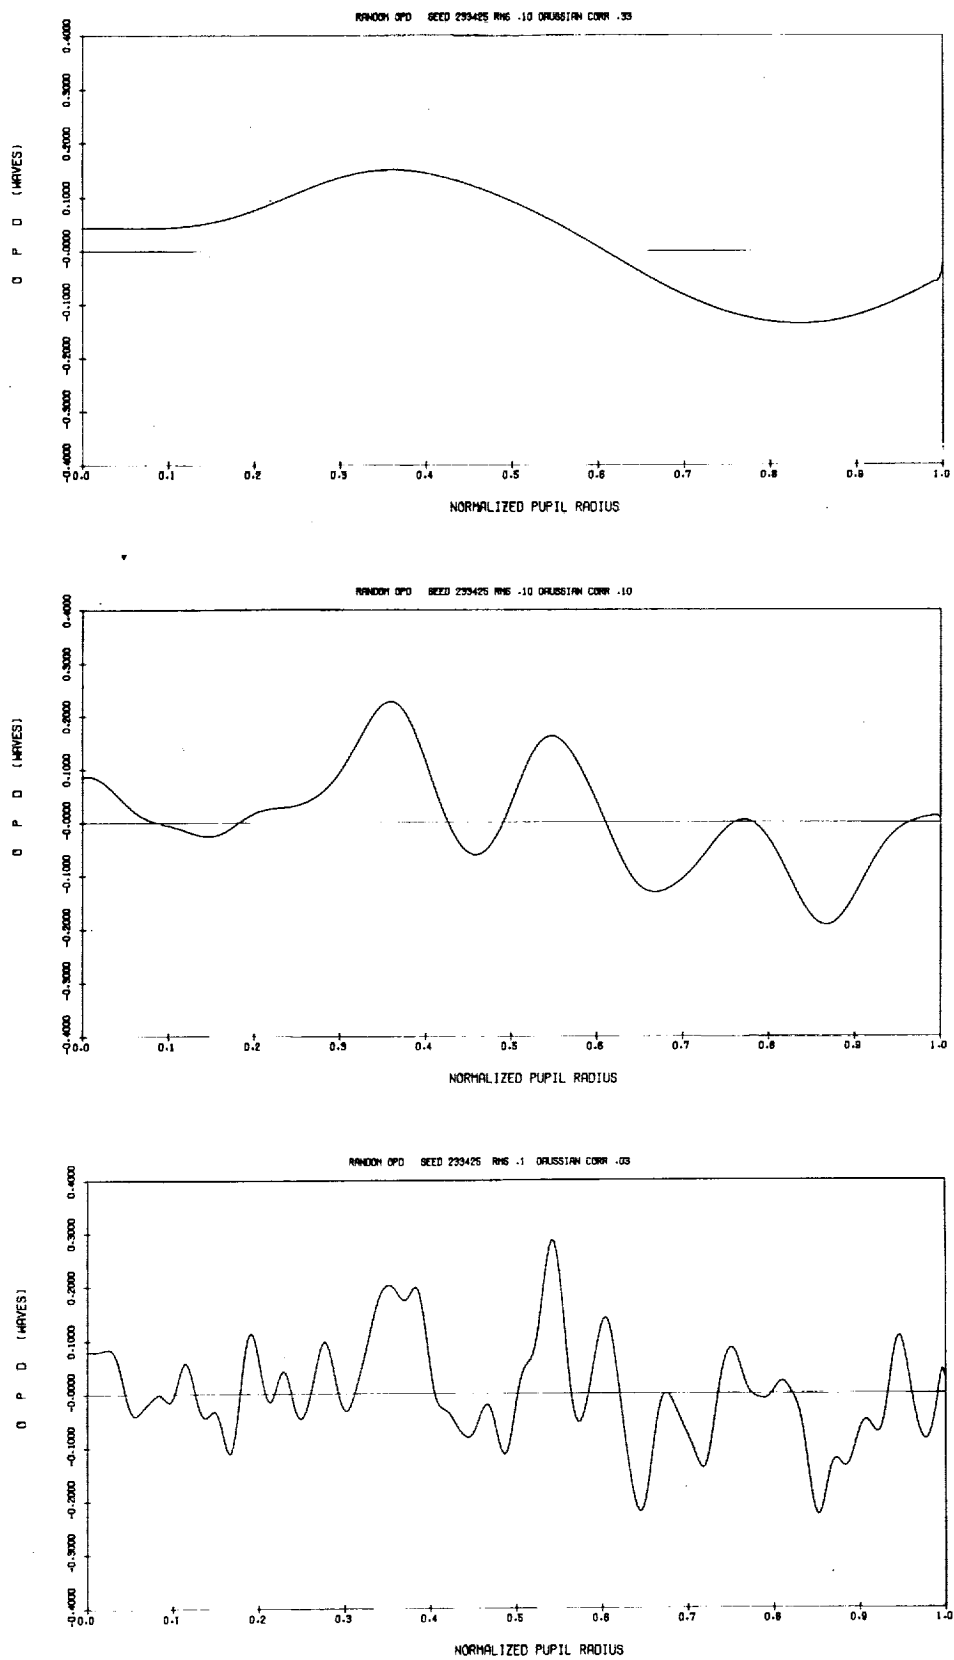 RANDOM OPD SEED 233425 RMS .10 GAUSSIAN CORR .33
0.4000
0.3000
0.2000
0.1000
-0.0000
-0.1000
-0.2000
-0.3000
-0.4000
O P D (WAVES)
0.0 0.1 0.2 0.3 0.4 0.5 0.6 0.7 0.8 0.9 1.0
NORMALIZED PUPIL RADIUS
RANDOM OPD SEED 233425 RMS .10 GAUSSIAN CORR .10
0.4000
0.3000
0.2000
0.1000
-0.0000
-0.1000
-0.2000
-0.3000
-0.4000
O P D (WAVES)
0.0 0.1 0.2 0.3 0.4 0.5 0.6 0.7 0.8 0.9 1.0
NORMALIZED PUPIL RADIUS
RANDOM OPD SEED 233425 RMS .1 GAUSSIAN CORR .03
0.4000
0.3000
0.2000
0.1000
-0.0000
-0.1000
-0.2000
-0.3000
-0.4000
O P D (WAVES)
0.0 0.1 0.2 0.3 0.4 0.5 0.6 0.7 0.8 0.9 1.0
NORMALIZED PUPIL RADIUS